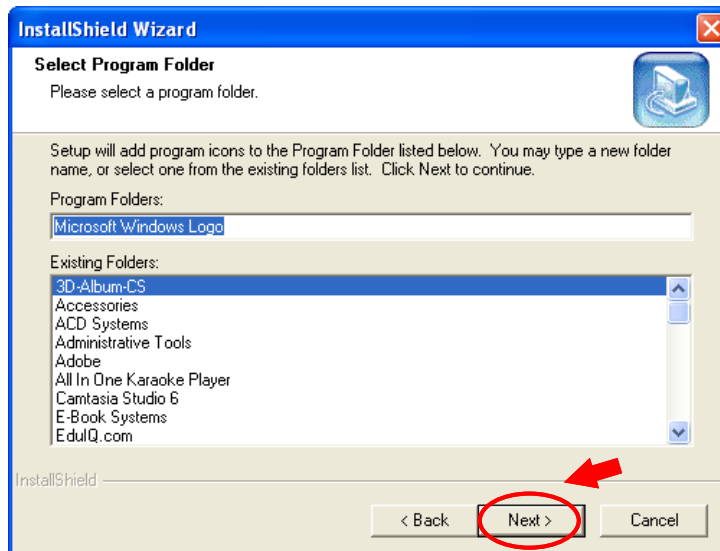 InstallShield Wizard
Select Program Folder
Please select a program folder.
Setup will add program icons to the Program Folder listed below. You may type a new folder
name, or select one from the existing folders list. Click Next to continue.
Program Folders:
Microsoft Windows Logo
Existing Folders:
3D-Album-CS
Accessories
ACD Systems
Administrative Tools
Adobe
All In One Karaoke Player
Camtasia Studio 6
E-Book Systems
EduIQ.com
InstallShield
< Back Next > Cancel